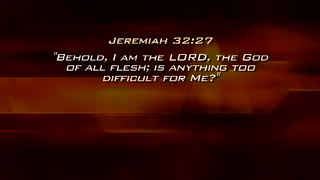 Jeremiah 32:27
"Behold, I am the LORD, the God
of all flesh; is anything too
difficult for Me?"